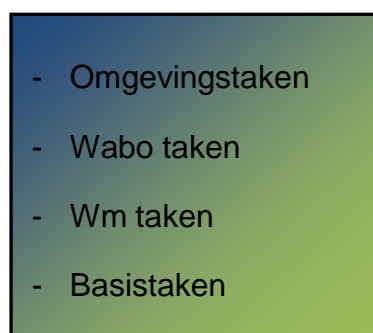 - Omgevingstaken
- Wabo taken
- Wm taken
- Basistaken